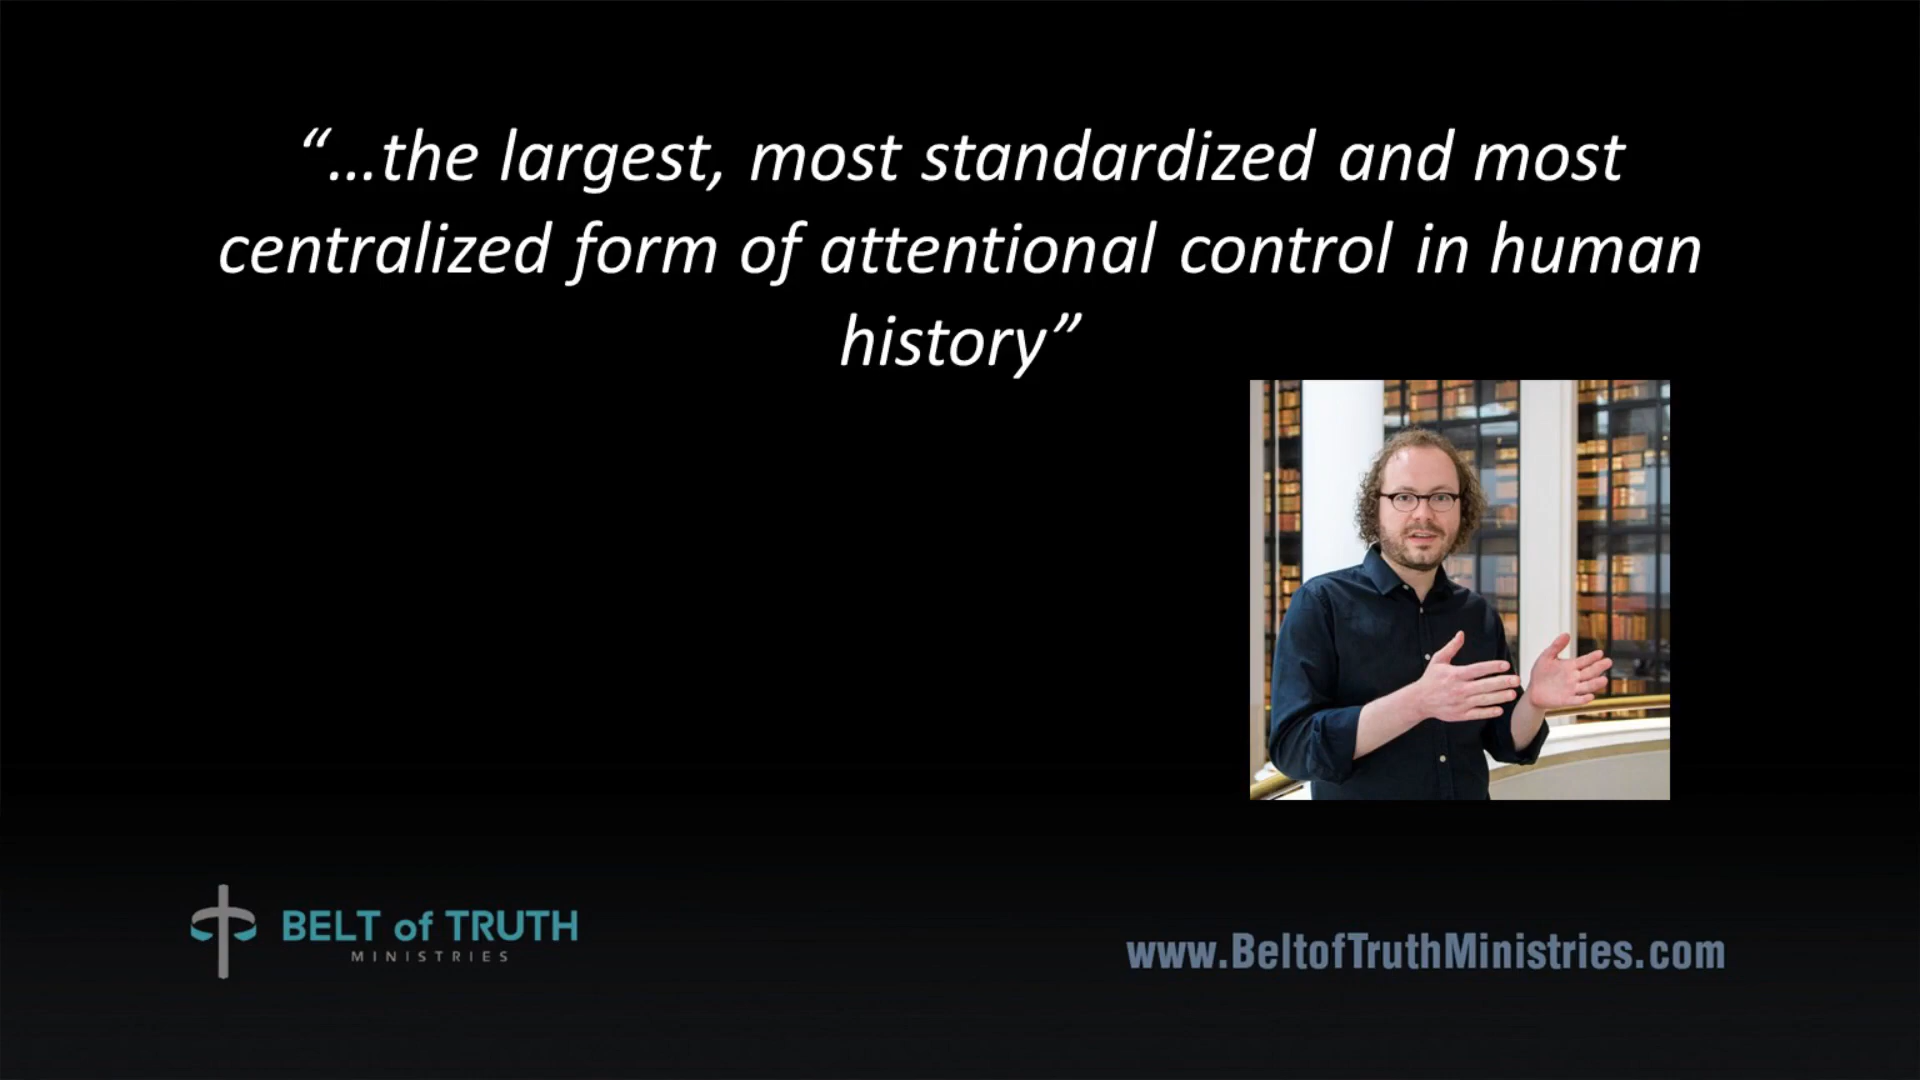 “...the largest, most standardized and most
centralized form of attentional control in human
history”
BELT of TRUTH
MINISTRIES
www.BeltofTruthMinistries.com